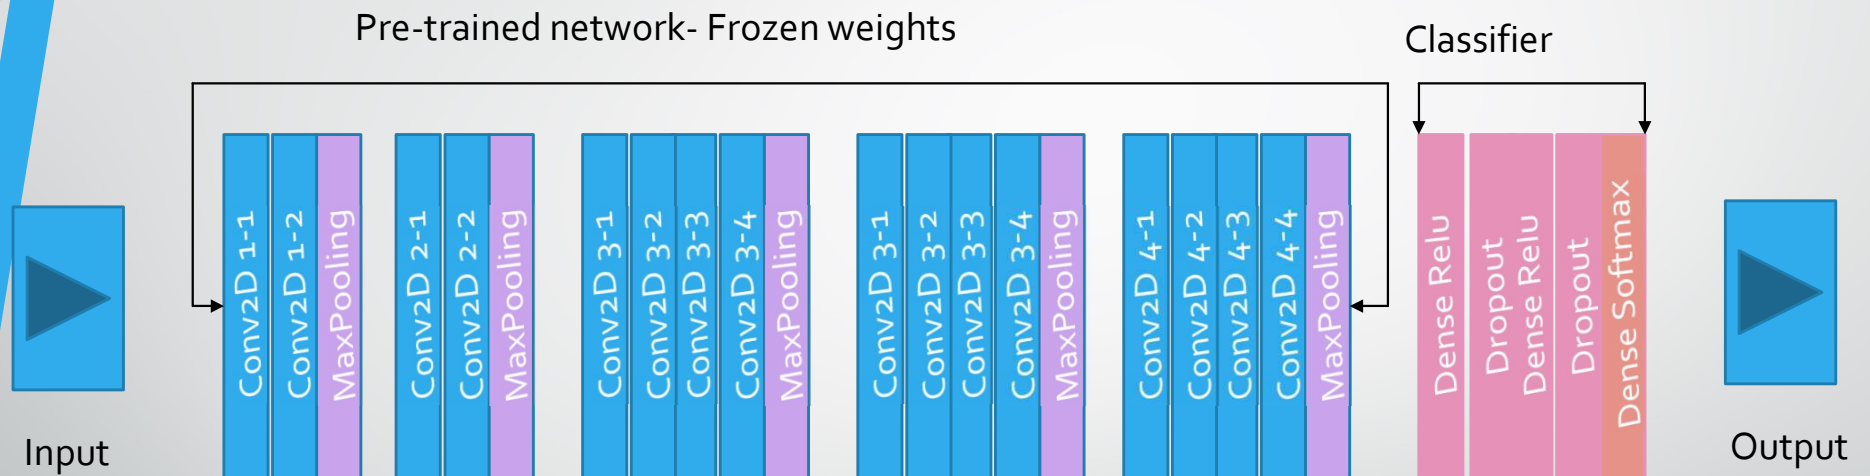 Pre-trained network- Frozen weights
Classifier
Input
Conv2D 1-1
Conv2D 1-2
MaxPooling
Conv2D 2-1
Conv2D 2-2
MaxPooling
Conv2D 3-1
Conv2D 3-2
Conv2D 3-3
Conv2D 3-4
MaxPooling
Conv2D 3-1
Conv2D 3-2
Conv2D 3-3
Conv2D 3-4
MaxPooling
Conv2D 4-1
Conv2D 4-2
Conv2D 4-3
Conv2D 4-4
MaxPooling
Dense Relu
Dropout
Dense Relu
Dropout
Dense Softmax
Output